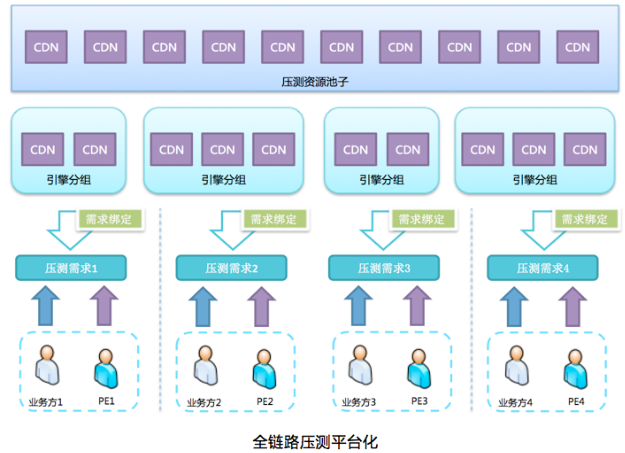 CDN CDN CDN CDN CDN CDN CDN CDN CDN CDN
压测资源池子
CDN CDN CDN CDN CDN CDN CDN CDN CDN CDN
引擎分组 引擎分组 引擎分组 引擎分组
需求绑定 需求绑定 需求绑定 需求绑定
压测需求1 压测需求2 压测需求3 压测需求4
业务方1 PE1 业务方2 PE2 业务方3 PE3 业务方4 PE4
全链路压测平台化